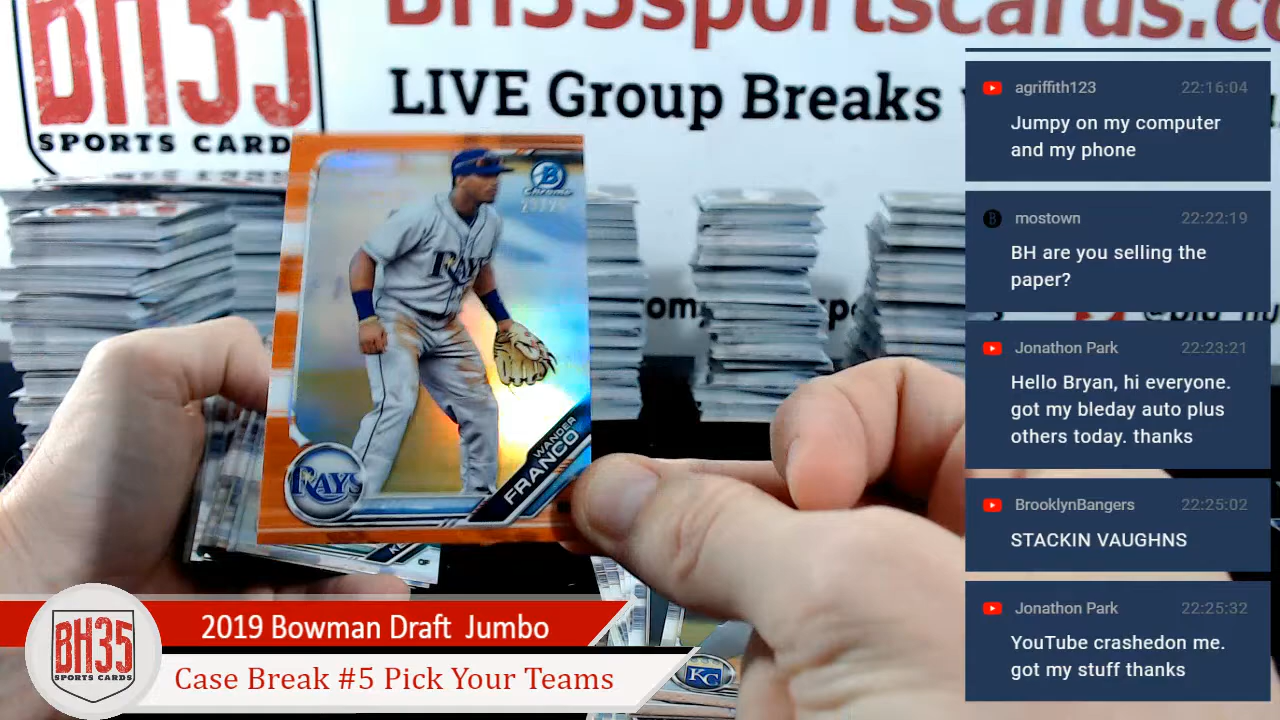 BH35
SPORTS CARD
BH35sportscards.co
LIVE Group Breaks
om,
agriffith123 22:16:04
Jumpy on my computer
and my phone
mostown 22:22:19
BH are you selling the
paper?
Jonathon Park 22:23:21
Hello Bryan, hi everyone.
got my bleday auto plus
others today. thanks
BrooklynBangers 22:25:02
STACKIN VAUGHNS
Jonathon Park 22:25:32
YouTube crashedon me.
got my stuff thanks
B
Chrome
RAYS
WANDER
FRANCO
RAYS
KC
BH35
SPORTS CARDS
2019 Bowman Draft Jumbo
Case Break #5 Pick Your Teams